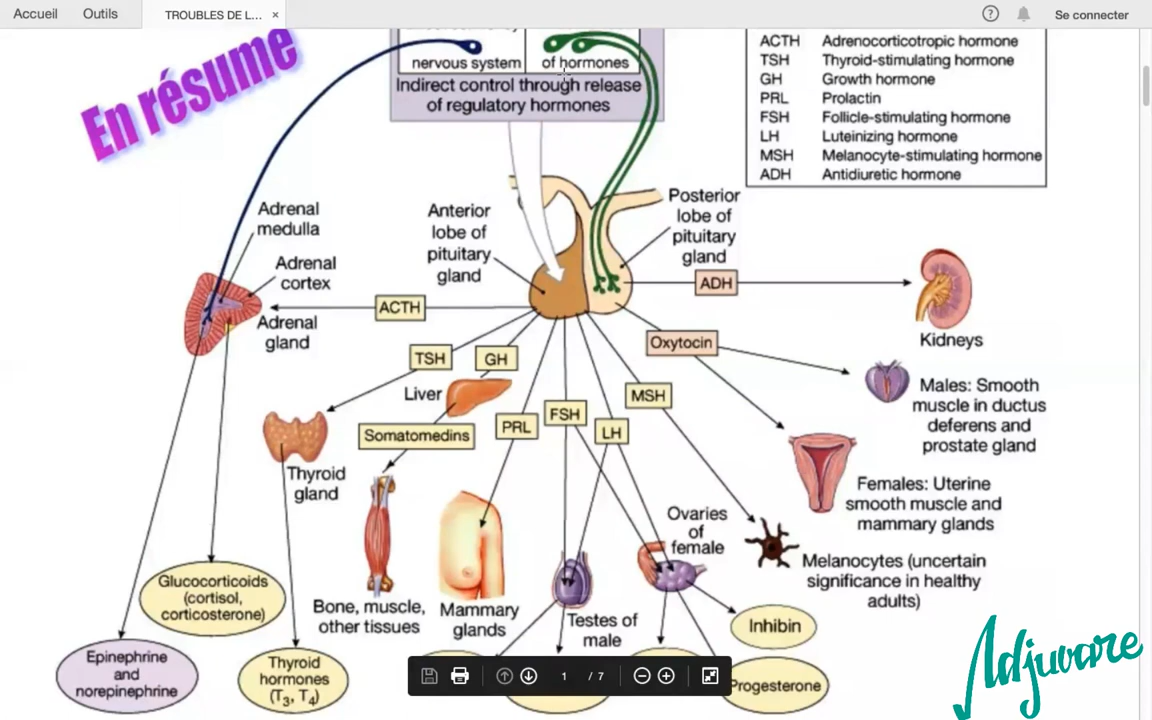 Accueil
Outils
TROUBLES DE L...
×
?
Se connecter
En résume
nervous system
of hormones
Indirect control through release
of regulatory hormones
ACTH Adrenocorticotropic hormone
TSH Thyroid-stimulating hormone
GH Growth hormone
PRL Prolactin
FSH Follicle-stimulating hormone
LH Luteinizing hormone
MSH Melanocyte-stimulating hormone
ADH Antidiuretic hormone
Adrenal
medulla
Adrenal
cortex
Adrenal
gland
Anterior
lobe of
pituitary
gland
Posterior
lobe of
pituitary
gland
ACTH
ADH
Kidneys
TSH
GH
Liver
Somatomedins
PRL
FSH
LH
MSH
Oxytocin
Males: Smooth
muscle in ductus
deferens and
prostate gland
Thyroid
gland
Females: Uterine
smooth muscle and
mammary glands
Ovaries
of
female
Melanocytes (uncertain
significance in healthy
adults)
Glucocorticoids
(cortisol,
corticosterone)
Bone, muscle,
other tissues
Mammary
glands
Testes of
male
Inhibin
Epinephrine
and
norepinephrine
Thyroid
hormones
(T3, T4)
Progesterone
1 / 7
Adjuvare